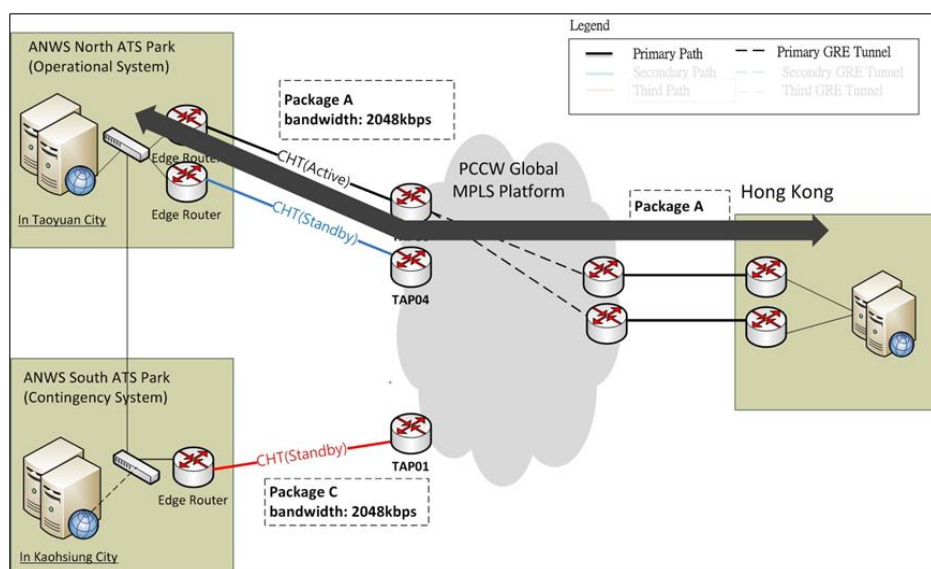 Legend
Primary Path
Primary GRE Tunnel
Secondary Path
Secondry GRE Tunnel
Third Path
Third GRE Tunnel
ANWS North ATS Park
(Operational System)
Package A
bandwidth: 2048kbps
Edge Router
CHT(Active)
PCCW Global
MPLS Platform
In Taoyuan City
Edge Router
CHT(Standby)
Package A
Hong Kong
TAP04
ANWS South ATS Park
(Contingency System)
CHT(Standby)
TAP01
Edge Router
Package C
bandwidth: 2048kbps
In Kaohsiung City